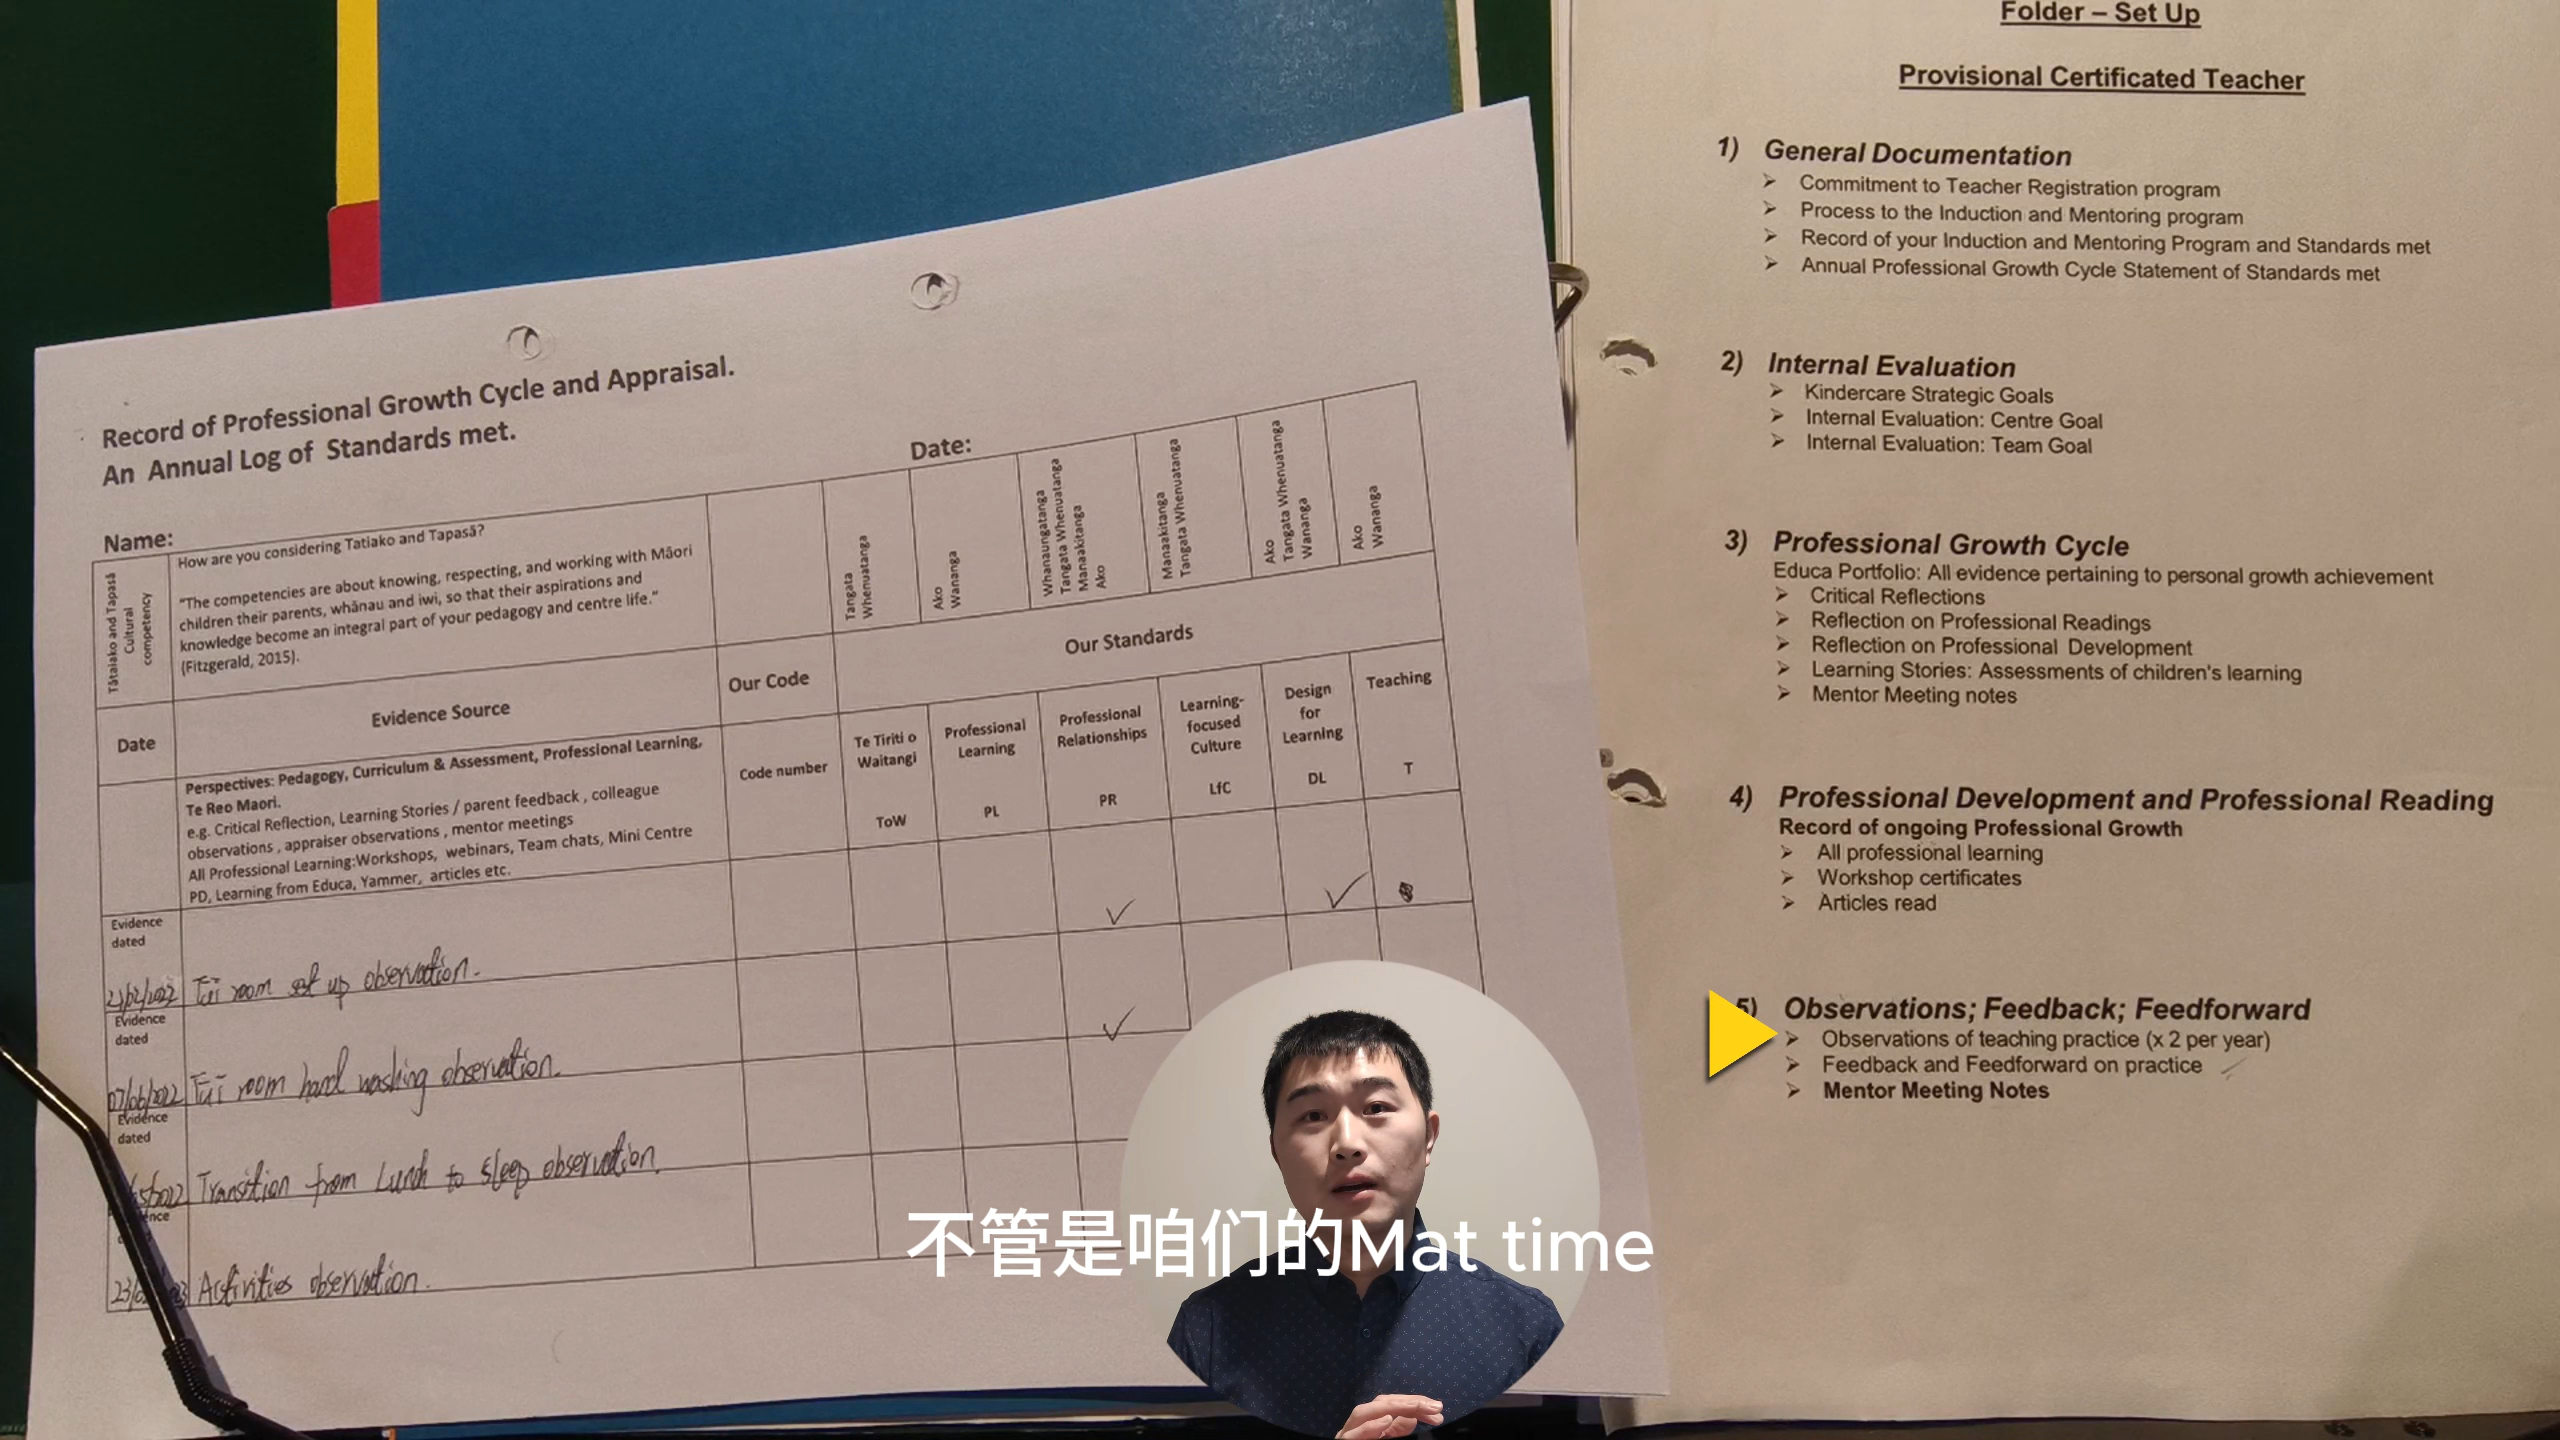 Record of Professional Growth Cycle and Appraisal.
An Annual Log of Standards met.
Date:
Name:
Tātaiako and Tapasā
Cultural
competency
How are you considering Tatiako and Tapasā?
"The competencies are about knowing, respecting, and working with Māori
children their parents, whānau and iwi, so that their aspirations and
knowledge become an integral part of your pedagogy and centre life."
(Fitzgerald, 2015).
Tangata
Whenuatanga
Ako
Wananga
Whanaungatanga
Tangata Whenuatanga
Manaakitanga
Ako
Manaakitanga
Tangata Whenuatanga
Ako
Tangata Whenuatanga
Wananga
Ako
Wananga
Date
Evidence Source
Our Code
Our Standards
Perspectives: Pedagogy, Curriculum & Assessment, Professional Learning,
Te Reo Maori.
e.g. Critical Reflection, Learning Stories / parent feedback , colleague
observations , appraiser observations , mentor meetings
All Professional Learning:Workshops, webinars, Team chats, Mini Centre
PD, Learning from Educa, Yammer, articles etc.
Code number
Te Tiriti o
Waitangi
ToW
Professional
Learning
PL
Professional
Relationships
PR
Learning-
focused
Culture
LfC
Design
for
Learning
DL
Teaching
T
Evidence
dated
Tūī room set up observation.
Evidence
dated
07/06/2022 Tūī room hand washing observation.
Evidence
dated
Transition from Lunch to sleep observation.
Activities observation.
Folder – Set Up
Provisional Certificated Teacher
1) General Documentation
➢ Commitment to Teacher Registration program
➢ Process to the Induction and Mentoring program
➢ Record of your Induction and Mentoring Program and Standards met
➢ Annual Professional Growth Cycle Statement of Standards met
2) Internal Evaluation
➢ Kindercare Strategic Goals
➢ Internal Evaluation: Centre Goal
➢ Internal Evaluation: Team Goal
3) Professional Growth Cycle
Educa Portfolio: All evidence pertaining to personal growth achievement
➢ Critical Reflections
➢ Reflection on Professional Readings
➢ Reflection on Professional Development
➢ Learning Stories: Assessments of children's learning
➢ Mentor Meeting notes
4) Professional Development and Professional Reading
Record of ongoing Professional Growth
➢ All professional learning
➢ Workshop certificates
➢ Articles read
5) Observations; Feedback; Feedforward
➢ Observations of teaching practice (x 2 per year)
➢ Feedback and Feedforward on practice
➢ Mentor Meeting Notes
不管是咱们的Mat time